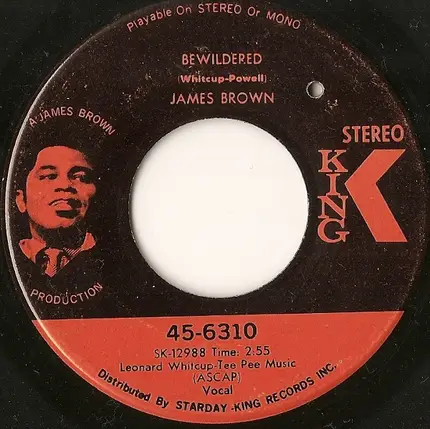 Playable On STEREO Or MONO
BEWILDERED
(Whitcup-Powell)
JAMES BROWN
A JAMES BROWN
PRODUCTION
STEREO
KING
45-6310
SK-12988 Time: 2:55
Leonard Whitcup-Tee Pee Music
(ASCAP)
Vocal
Distributed By STARDAY-KING RECORDS INC.